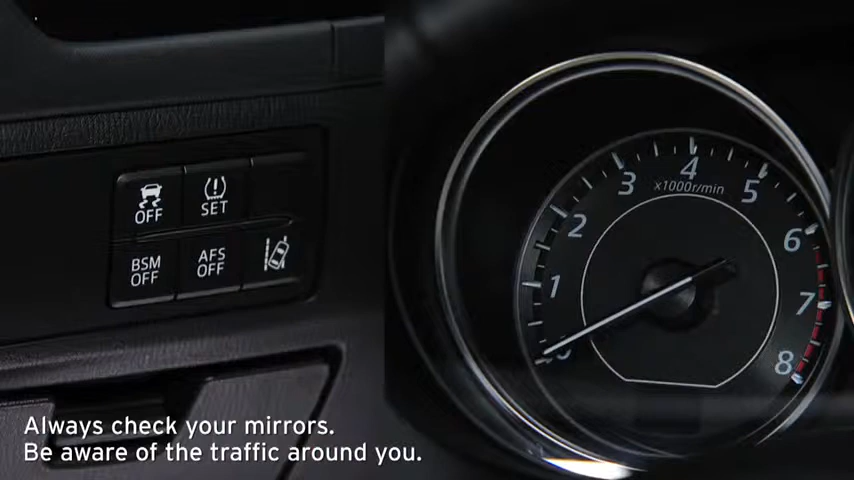 OFF
SET
BSM
OFF
AFS
OFF
4
x1000r/min
3
5
2
6
1
7
0
8
Always check your mirrors.
Be aware of the traffic around you.